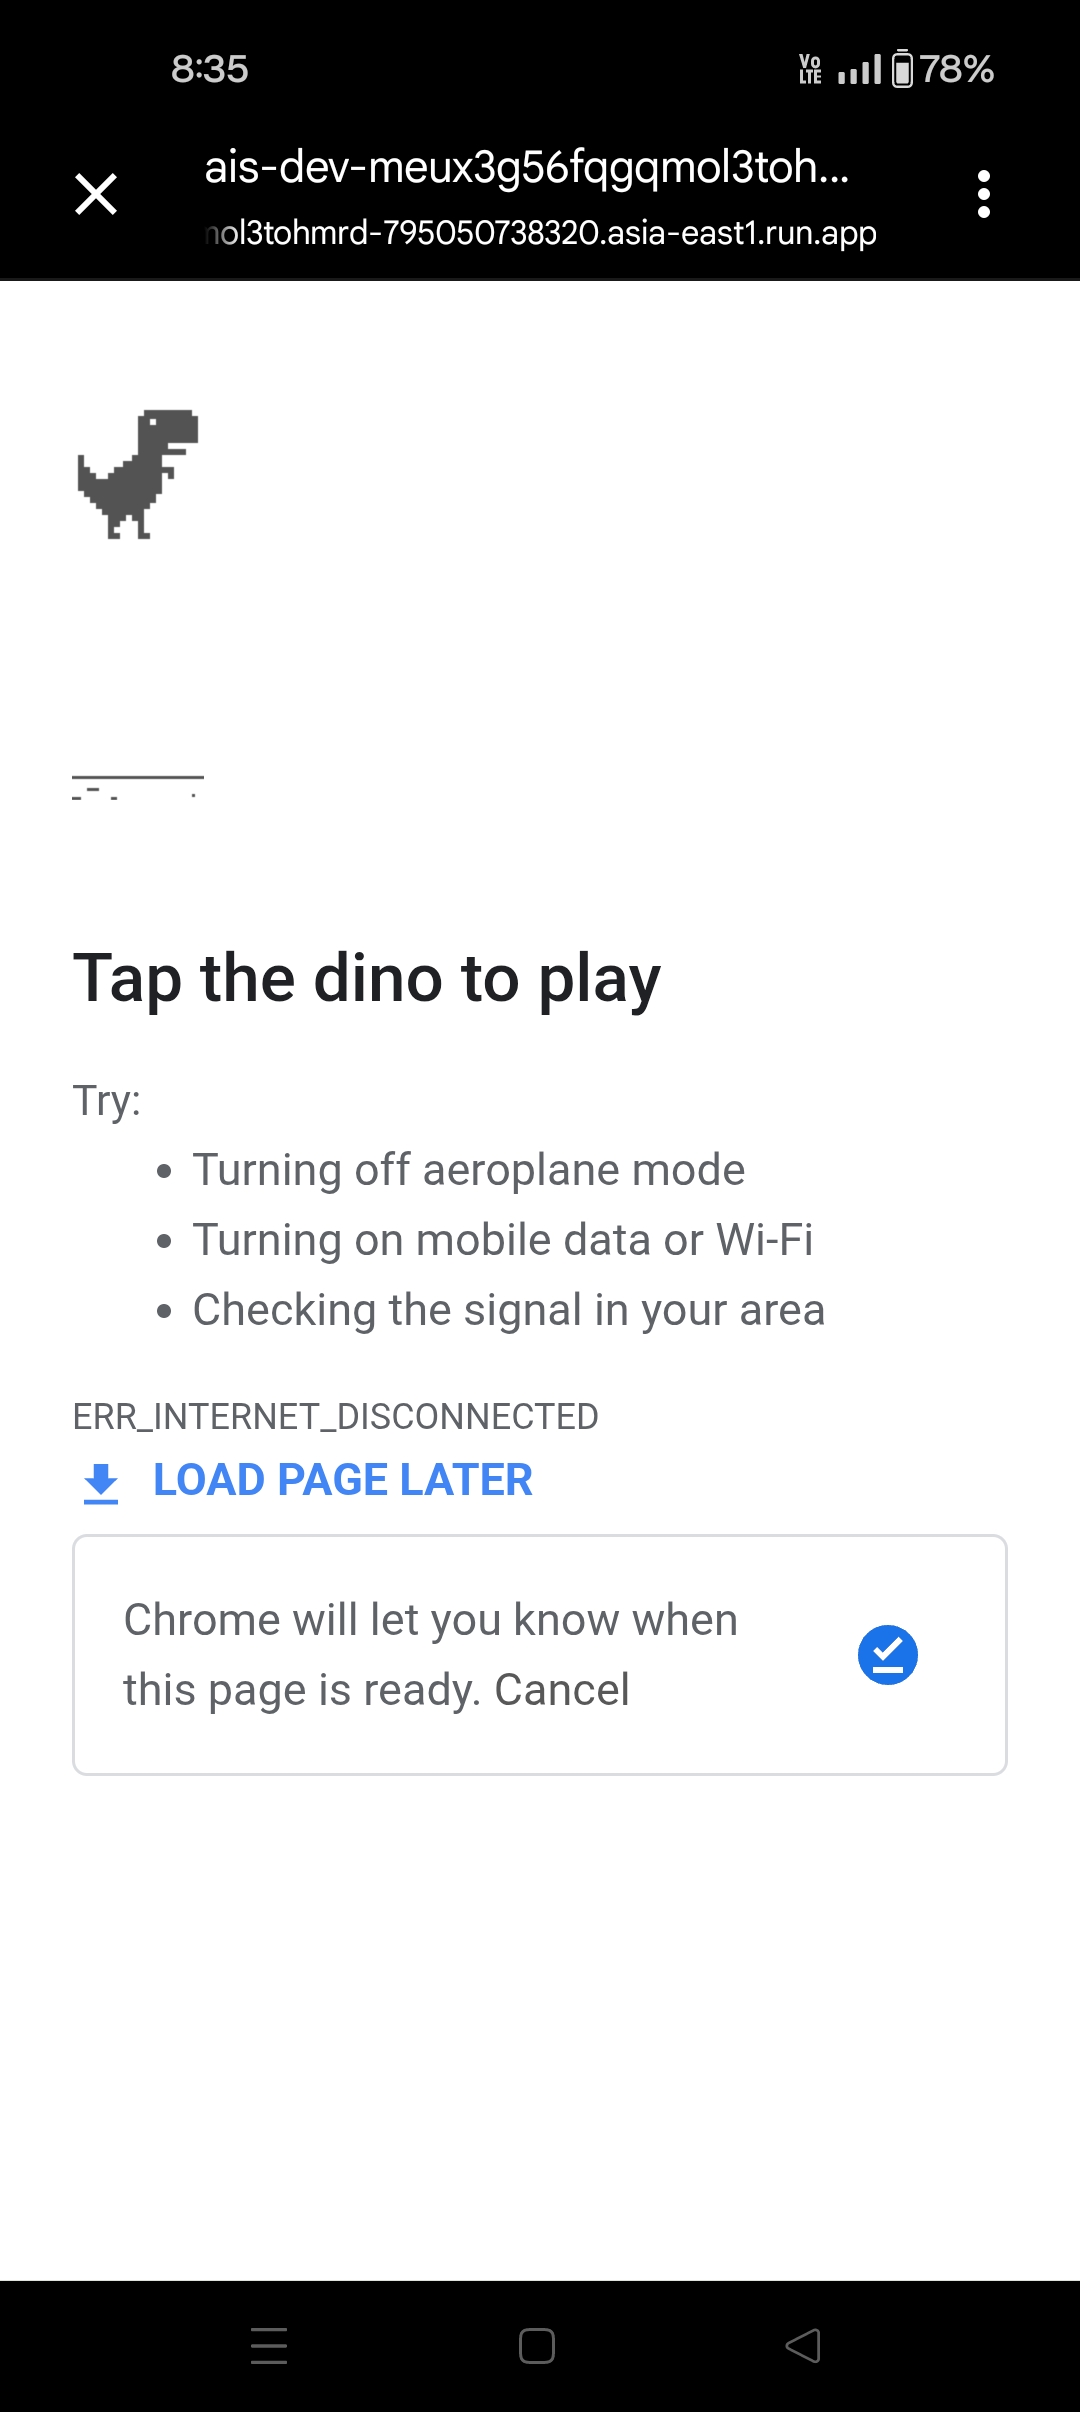 8:35
Vo LTE 78%
ais-dev-meux3g56fqgqmol3toh...
nol3tohmrd-795050738320.asia-east1.run.app
Tap the dino to play
Try:
• Turning off aeroplane mode
• Turning on mobile data or Wi-Fi
• Checking the signal in your area
ERR_INTERNET_DISCONNECTED
LOAD PAGE LATER
Chrome will let you know when
this page is ready. Cancel